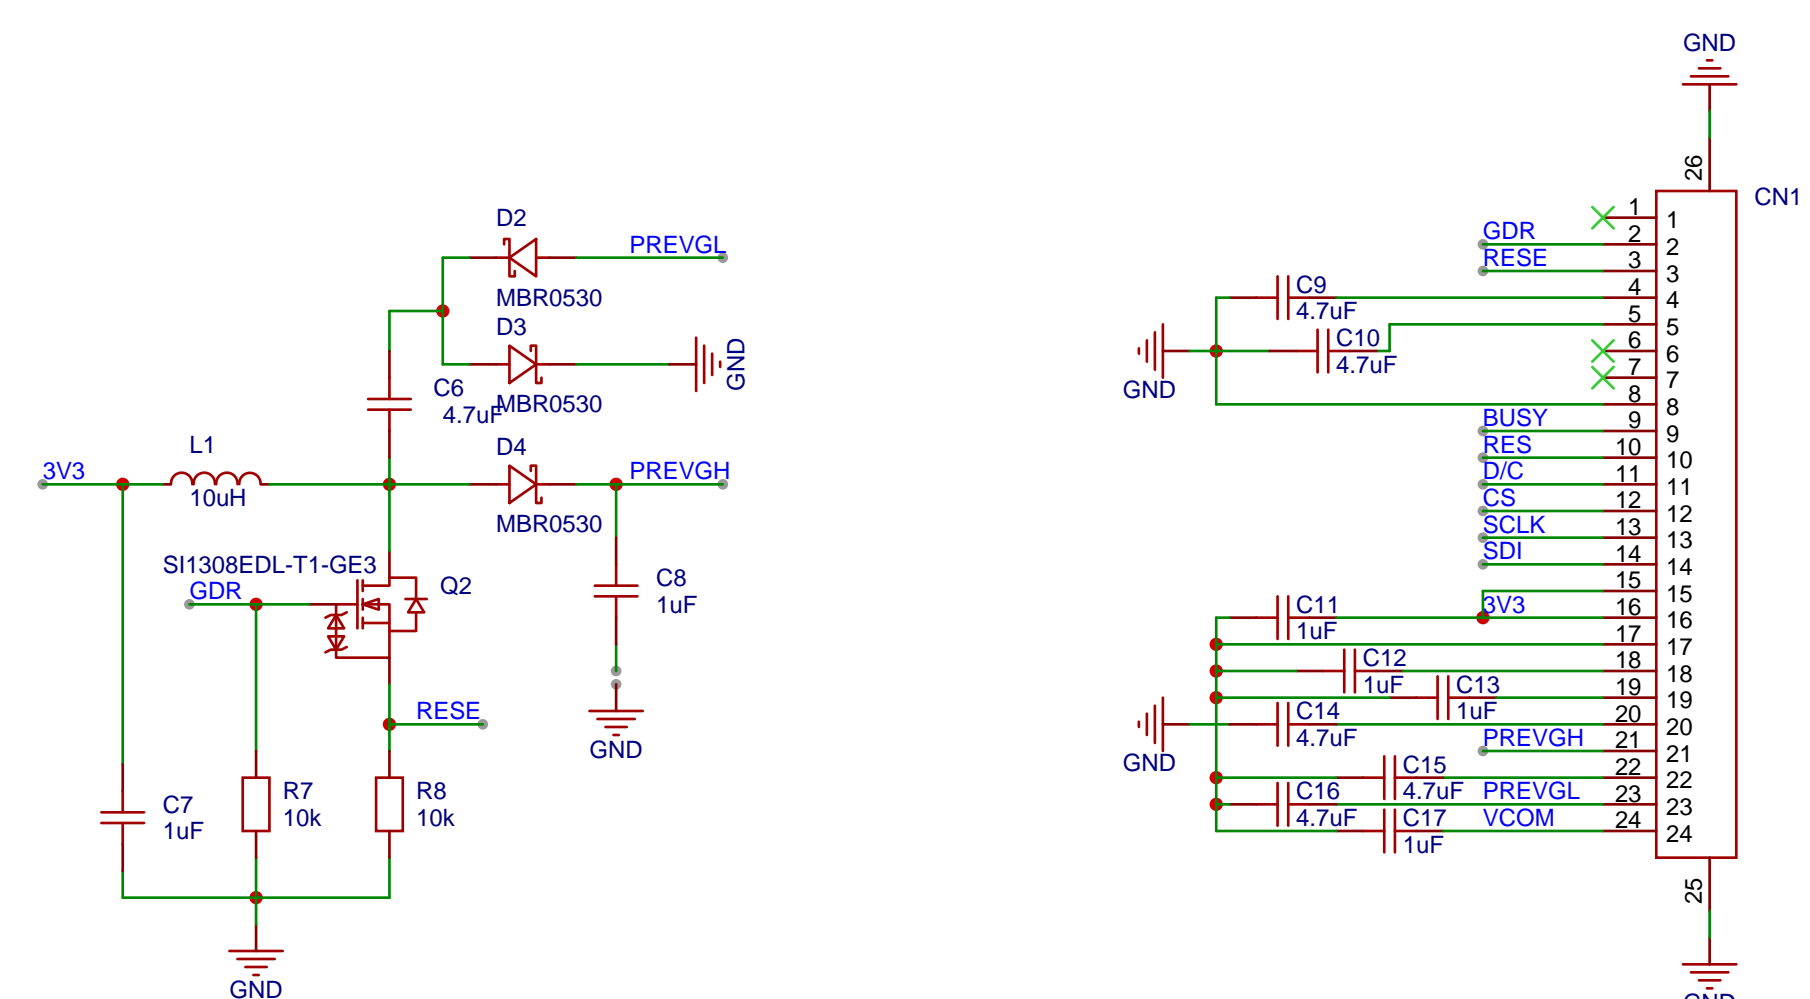 D2
PREVGL
MBR0530
D3
GND
C6
4.7uF
MBR0530
L1
D4
3V3
PREVGH
10uH
MBR0530
SI1308EDL-T1-GE3
GDR
Q2
C8
1uF
RESE
GND
C7
1uF
R7
10k
R8
10k
GND
GND
26
CN1
1 1
GDR 2 2
RESE 3 3
C9
4.7uF
4 4
5 5
C10
4.7uF
6 6
7 7
GND
8 8
BUSY 9 9
RES 10 10
D/C 11 11
CS 12 12
SCLK 13 13
SDI 14 14
15 15
C11
1uF
3V3 16 16
17 17
C12
1uF
18 18
C13
1uF
19 19
C14
4.7uF
20 20
GND
PREVGH 21 21
C15
4.7uF
22 22
C16
4.7uF
PREVGL 23 23
C17
1uF
VCOM 24 24
25
GND